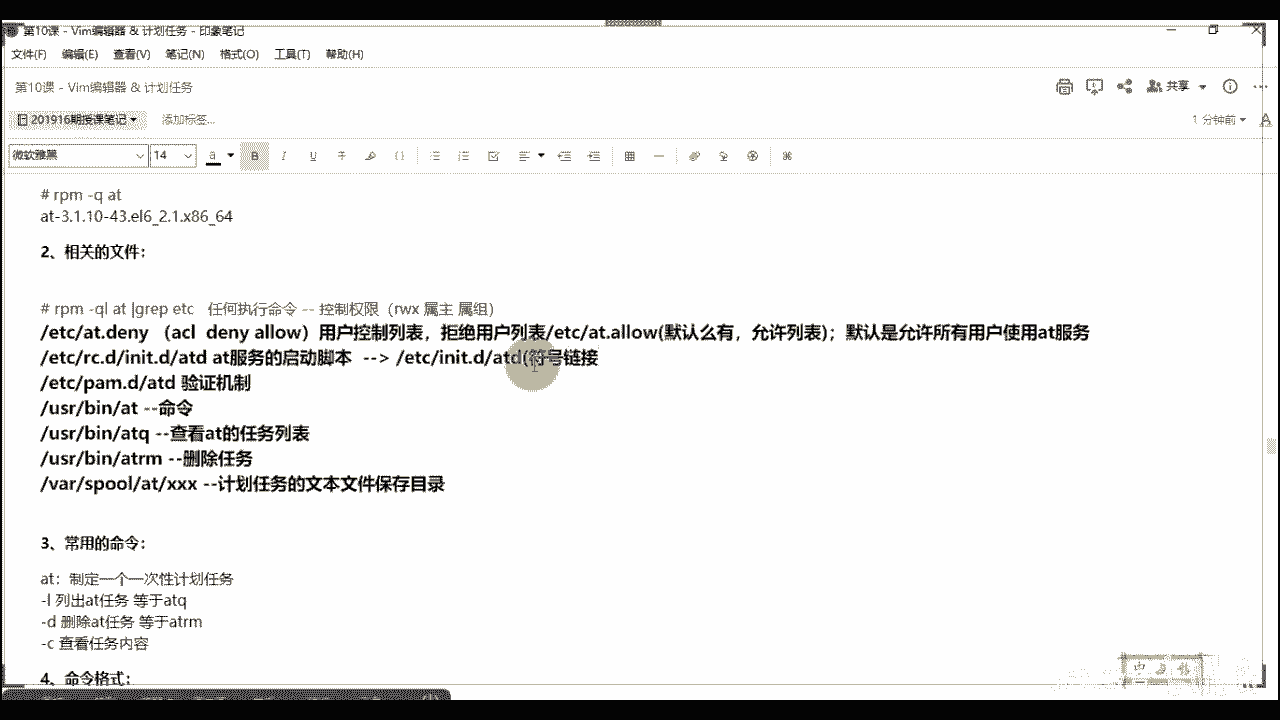 第10课 - Vim编辑器 & 计划任务 - 印象笔记
文件(F) 编辑(E) 查看(V) 笔记(N) 格式(O) 工具(T) 帮助(H)
第10课 - Vim编辑器 & 计划任务
共享
201916期授课笔记
添加标签...
1 分钟前
微软雅黑 14
# rpm -q at
at-3.1.10-43.el6_2.1.x86_64
2、相关的文件：
# rpm -ql at |grep etc 任何执行命令 -- 控制权限（rwx 属主 属组）
/etc/at.deny （acl deny allow）用户控制列表，拒绝用户列表/etc/at.allow(默认么有，允许列表)；默认是允许所有用户使用at服务
/etc/rc.d/init.d/atd at服务的启动脚本 --> /etc/init.d/atd(符号链接
/etc/pam.d/atd 验证机制
/usr/bin/at --命令
/usr/bin/atq --查看at的任务列表
/usr/bin/atrm --删除任务
/var/spool/at/xxx --计划任务的文本文件保存目录
3、常用的命令：
at：制定一个一次性计划任务
-l 列出at任务 等于atq
-d 删除at任务 等于atrm
-c 查看任务内容
4、命令格式：